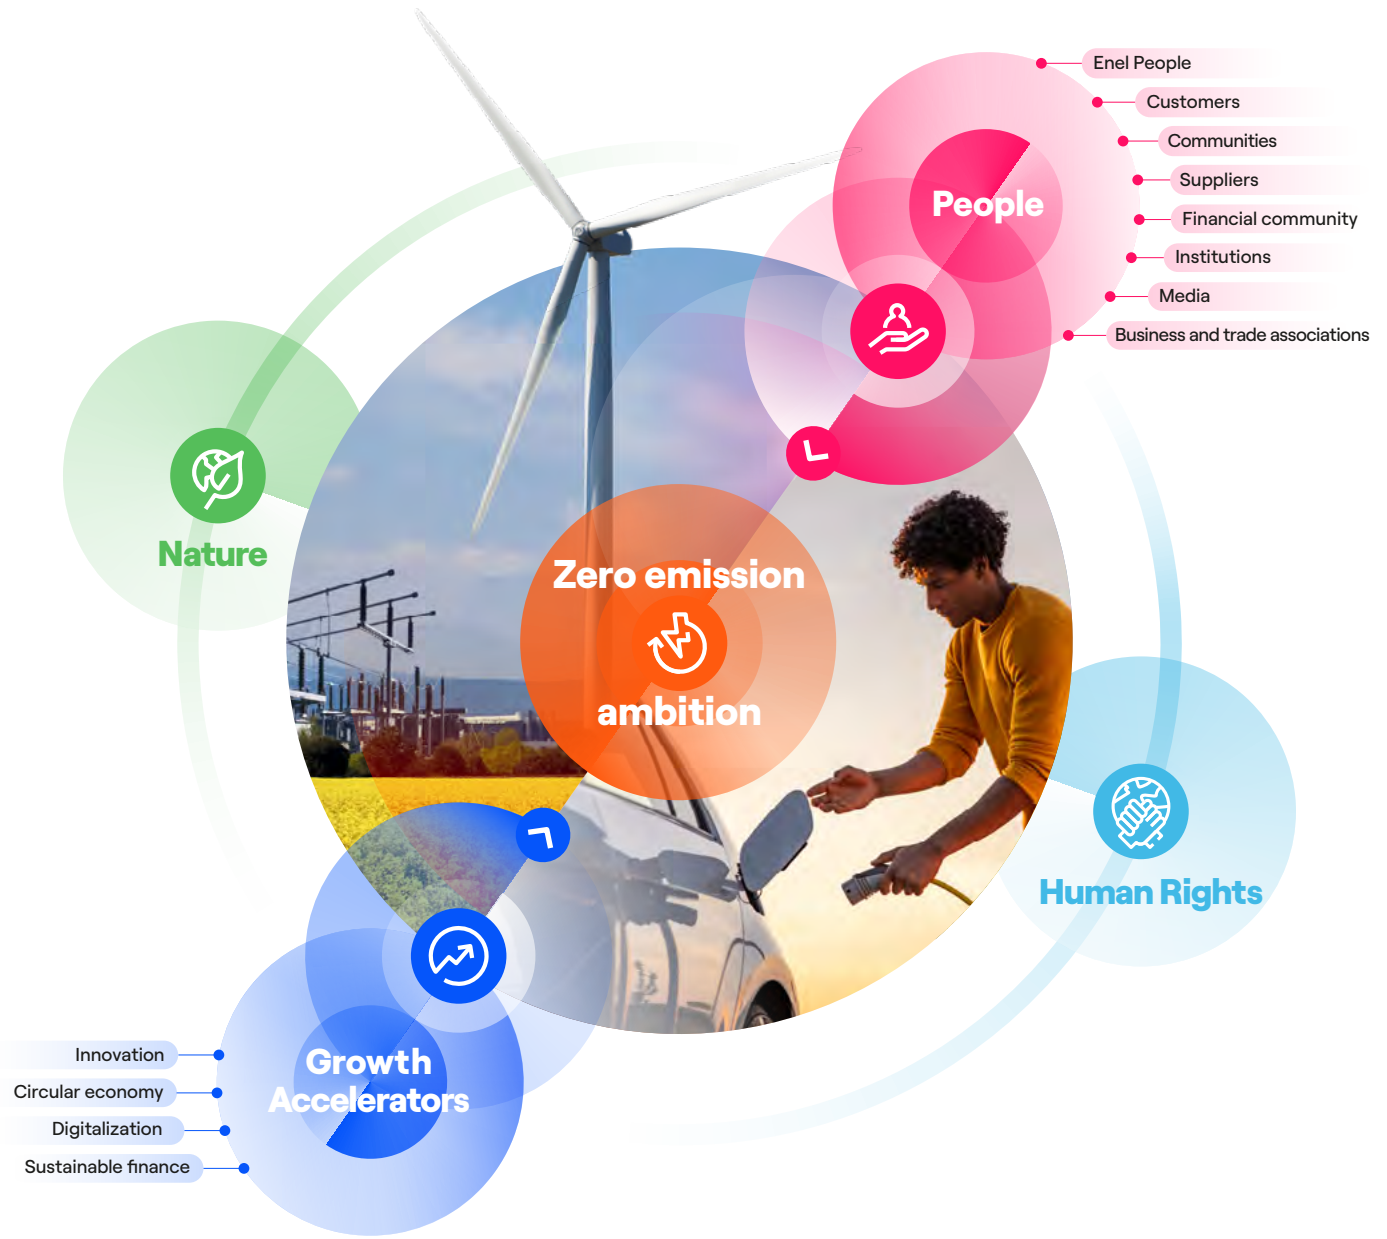 Enel People
Customers
Communities
People
Suppliers
Financial community
Institutions
Media
Business and trade associations
Nature
Zero emission
ambition
Human Rights
Growth
Accelerators
Innovation
Circular economy
Digitalization
Sustainable finance